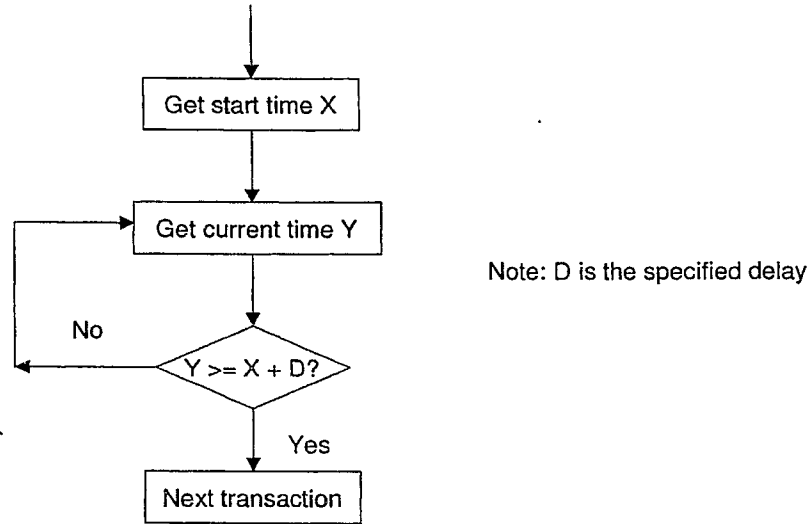 Get start time X
Get current time Y
Note: D is the specified delay
No
Y >= X + D?
Yes
Next transaction